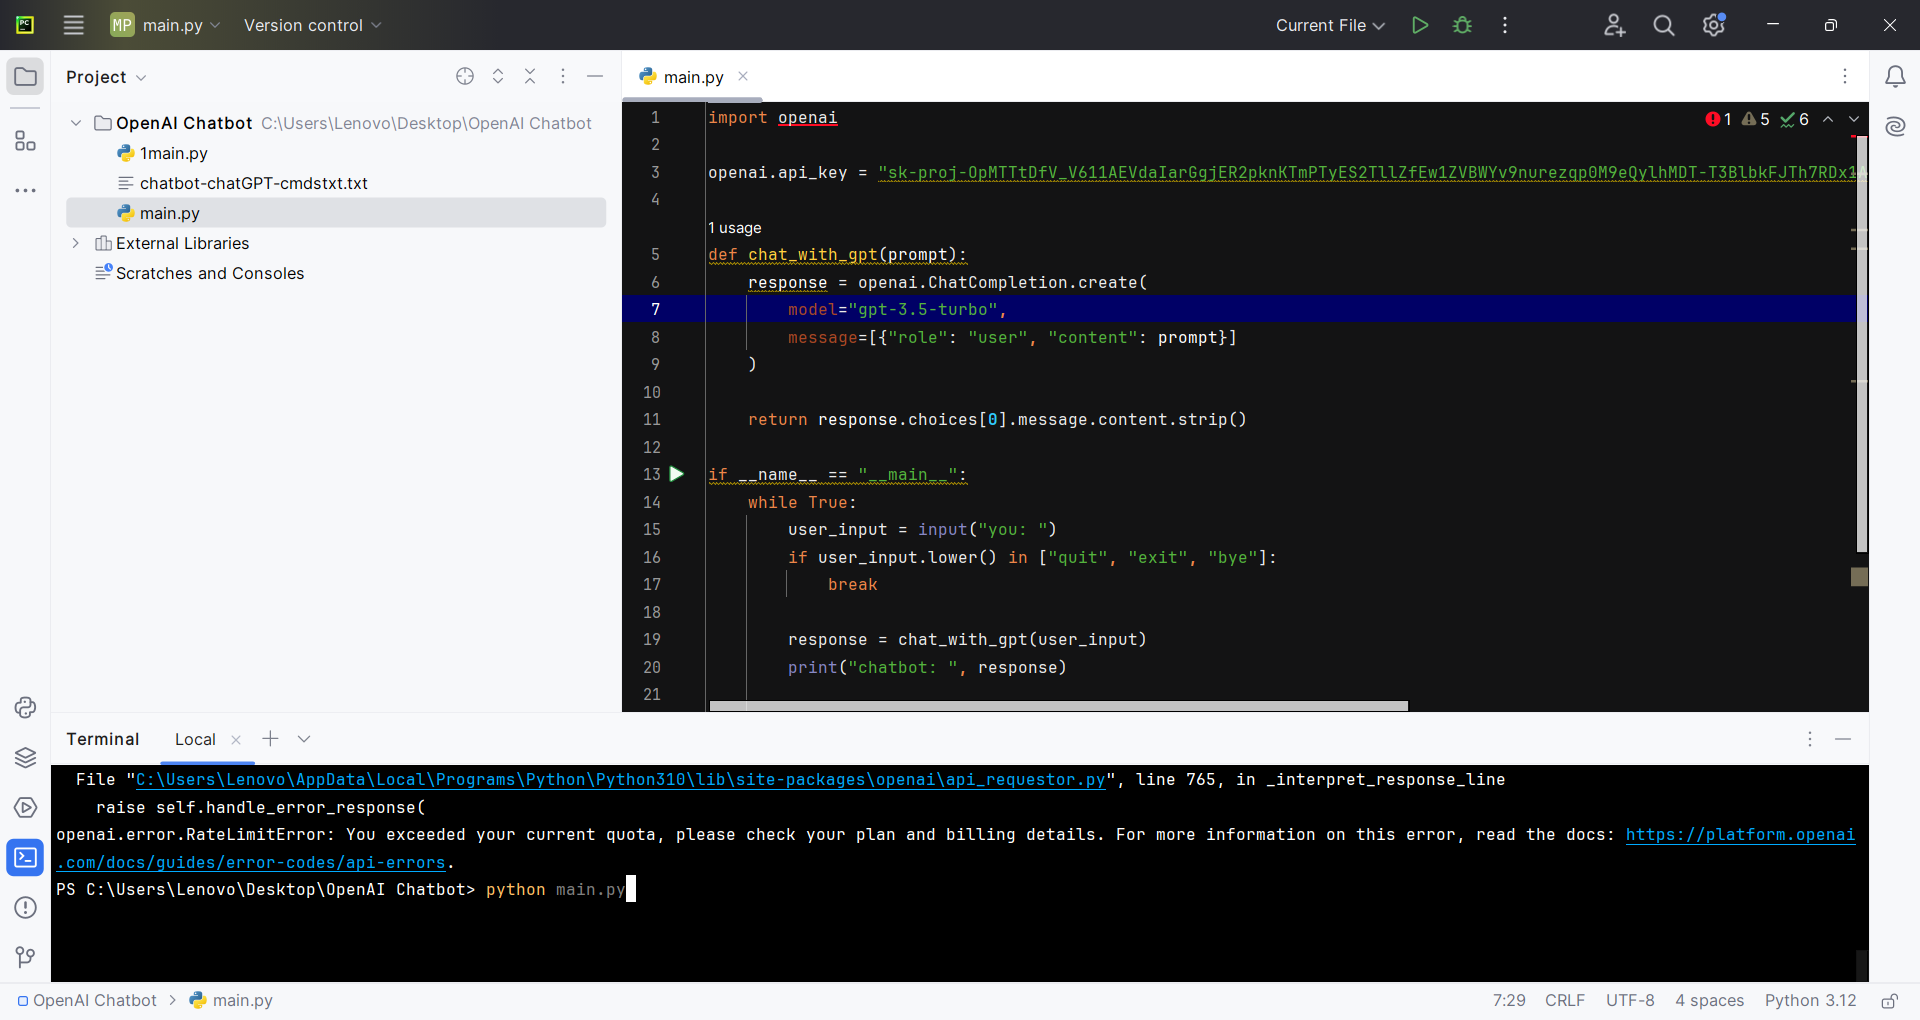 MP main.py Version control Current File
Project
OpenAI Chatbot C:\Users\Lenovo\Desktop\OpenAI Chatbot
1main.py
chatbot-chatGPT-cmdstxt.txt
main.py
External Libraries
Scratches and Consoles
main.py
1 5 6
1 import openai
2
3 openai.api_key =
4
1 usage
5 def chat_with_gpt(prompt):
6 response = openai.ChatCompletion.create(
7 model="gpt-3.5-turbo",
8 message=[{"role": "user", "content": prompt}]
9 )
10
11 return response.choices[0].message.content.strip()
12
13 if __name__ == "__main__":
14 while True:
15 user_input = input("you: ")
16 if user_input.lower() in ["quit", "exit", "bye"]:
17 break
18
19 response = chat_with_gpt(user_input)
20 print("chatbot: ", response)
21
Terminal Local
File "C:\Users\Lenovo\AppData\Local\Programs\Python\Python310\lib\site-packages\openai\api_requestor.py", line 765, in _interpret_response_line
raise self.handle_error_response(
openai.error.RateLimitError: You exceeded your current quota, please check your plan and billing details. For more information on this error, read the docs: https://platform.openai
.com/docs/guides/error-codes/api-errors.
PS C:\Users\Lenovo\Desktop\OpenAI Chatbot> python main.py
OpenAI Chatbot > main.py
7:29 CRLF UTF-8 4 spaces Python 3.12